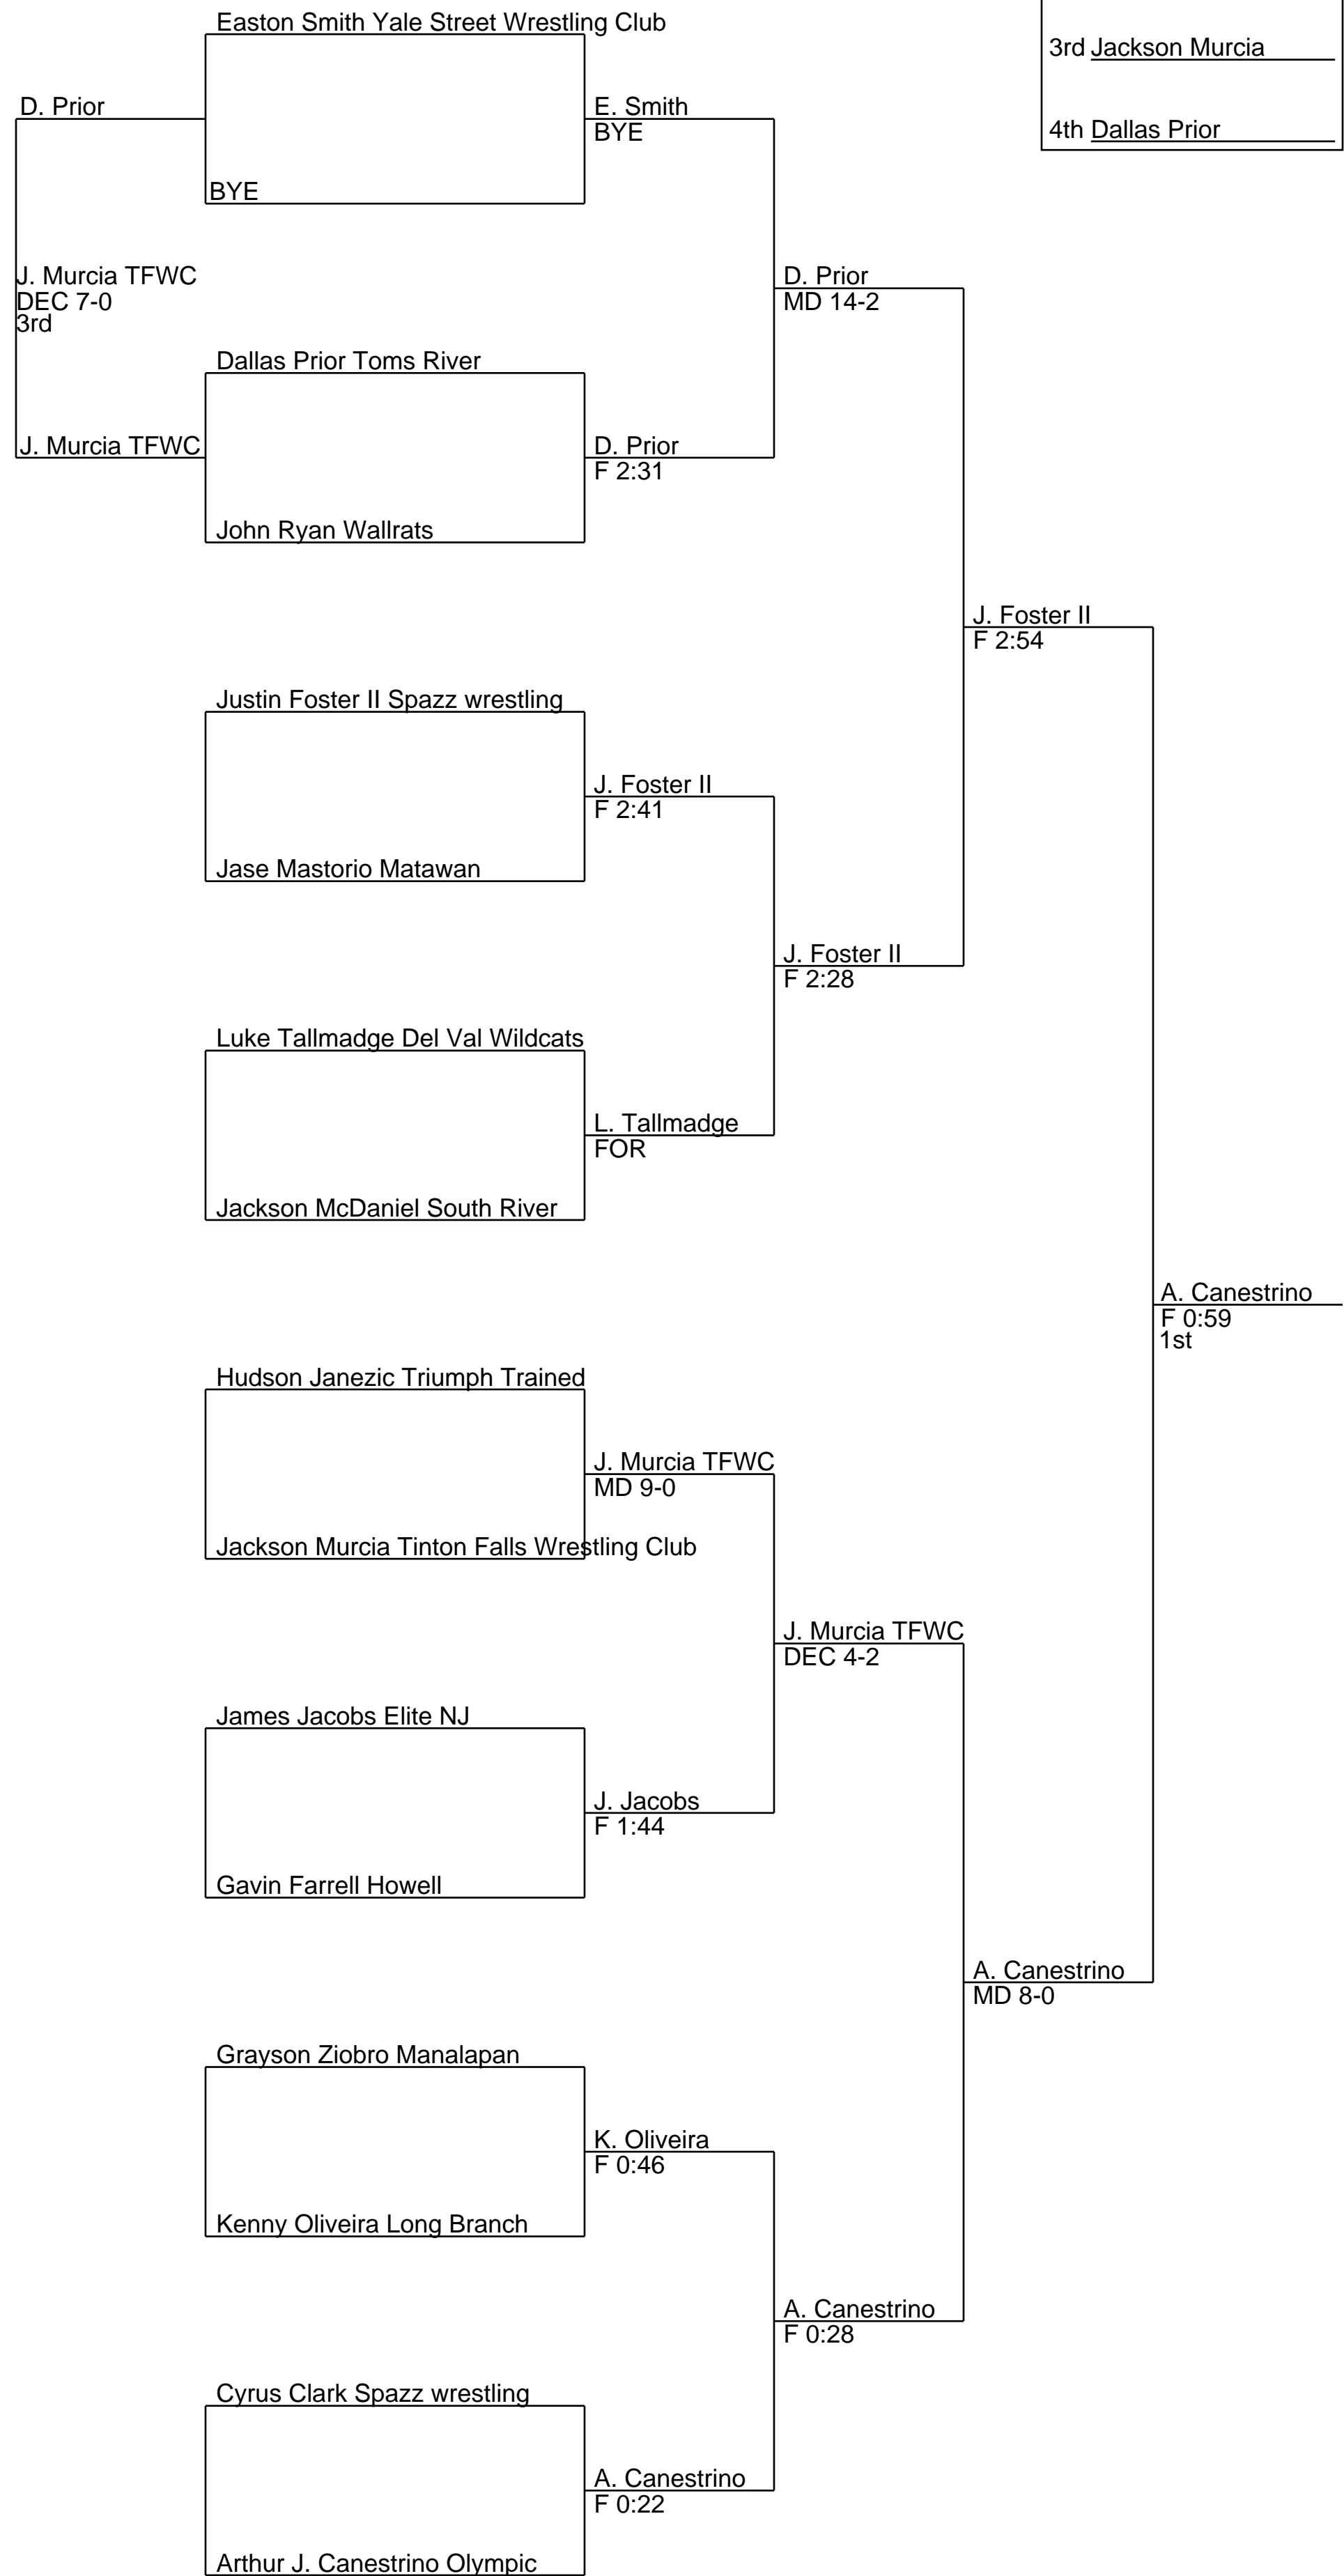 Easton Smith Yale Street Wrestling Club
3rd Jackson Murcia
D. Prior
E. Smith
BYE
4th Dallas Prior
BYE
J. Murcia TFWC
DEC 7-0
3rd
D. Prior
MD 14-2
Dallas Prior Toms River
J. Murcia TFWC
D. Prior
F 2:31
John Ryan Wallrats
J. Foster II
F 2:54
Justin Foster II Spazz wrestling
J. Foster II
F 2:41
Jase Mastorio Matawan
J. Foster II
F 2:28
Luke Tallmadge Del Val Wildcats
L. Tallmadge
FOR
Jackson McDaniel South River
A. Canestrino
F 0:59
1st
Hudson Janezic Triumph Trained
J. Murcia TFWC
MD 9-0
Jackson Murcia Tinton Falls Wrestling Club
J. Murcia TFWC
DEC 4-2
James Jacobs Elite NJ
J. Jacobs
F 1:44
Gavin Farrell Howell
A. Canestrino
MD 8-0
Grayson Ziobro Manalapan
K. Oliveira
F 0:46
Kenny Oliveira Long Branch
A. Canestrino
F 0:28
Cyrus Clark Spazz wrestling
A. Canestrino
F 0:22
Arthur J. Canestrino Olympic